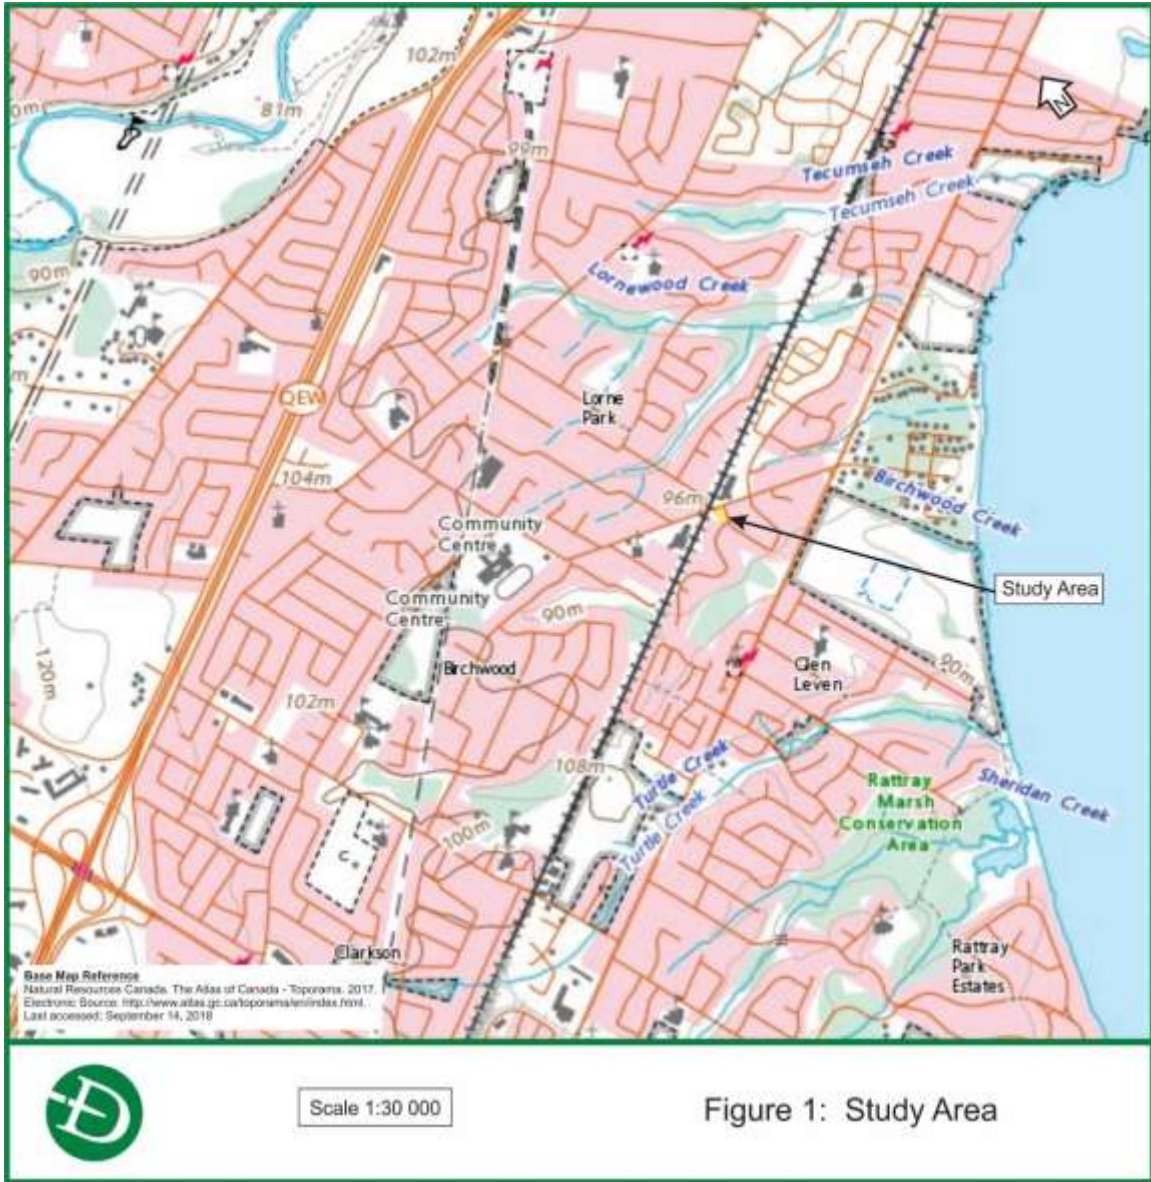 102m
81m
0m
99m
N
Tecumseh Creek
Tecumseh Creek
90m
Lornewood Creek
m
QEW
Lorne
Park
104m
96m
Birchwood Creek
Community
Centre
Study Area
Community
Centre
90m
120m
Birchwood
Glen
Leven
90m
102m
108m
Turtle Creek
Turtle Creek
Sheridan Creek
Rattray
Marsh
Conservation
Area
100m
Clarkson
Rattray
Park
Estates
Base Map Reference
Natural Resources Canada. The Atlas of Canada - Toporama. 2017.
Electronic Source: http://www.atlas.gc.ca/toporama/en/index.html.
Last accessed: September 14, 2018
D
Scale 1:30 000
Figure 1: Study Area